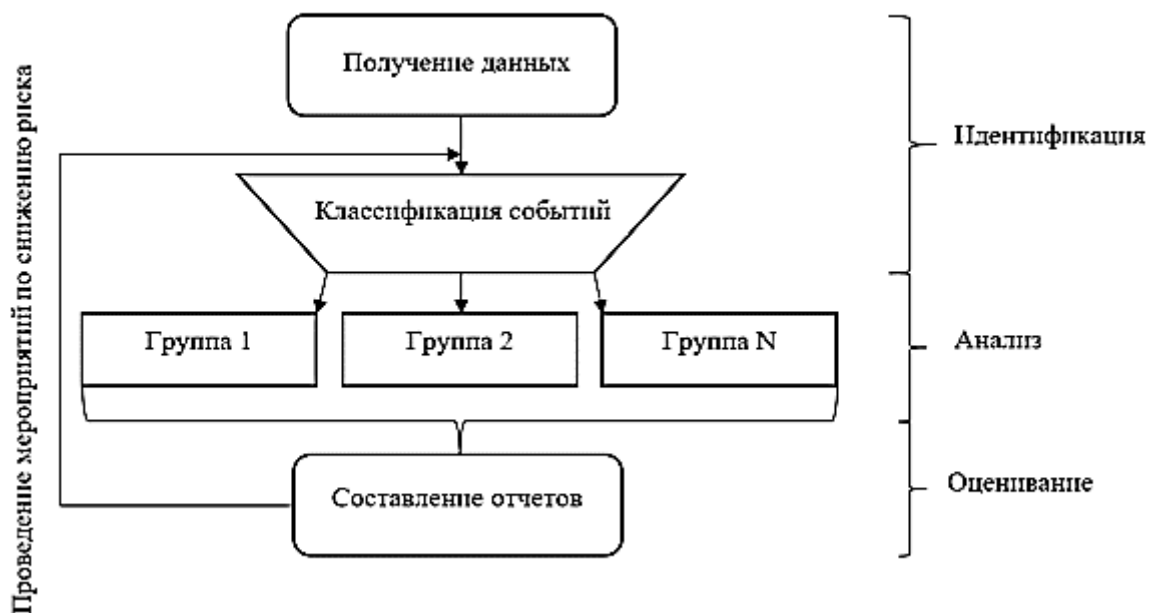 Получение данных
Идентификация
Классификация событий
Группа 1
Группа 2
Группа N
Анализ
Составление отчетов
Оценивание
Проведение мероприятий по снижению риска